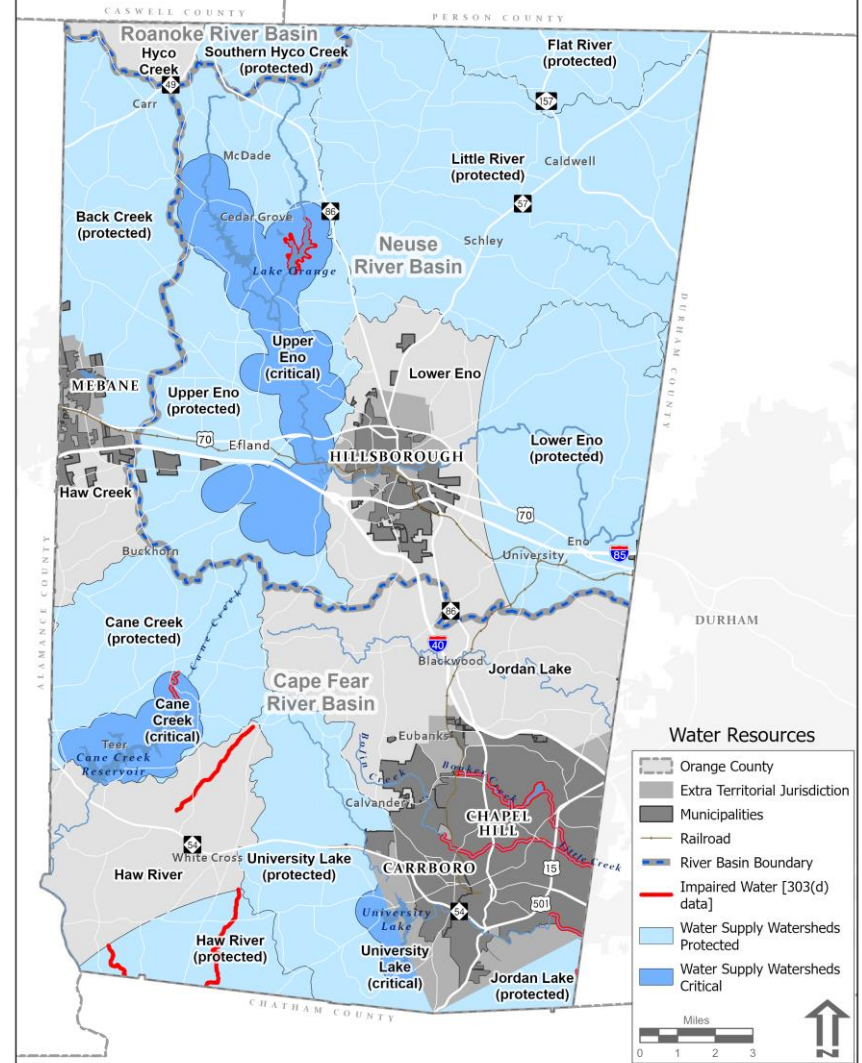 CASWELL COUNTY
PERSON COUNTY
Roanoke River Basin
Hyco
Creek
Southern Hyco Creek
(protected)
Flat River
(protected)
49
157
Carr
McDade
Little River
(protected)
Caldwell
57
Back Creek
(protected)
Cedar Grove
86
Schley
Neuse
River Basin
Lake Orange
DURHAM COUNTY
Upper
Eno
(critical)
Lower Eno
MEBANE
Upper Eno
(protected)
70
Efland
HILLSBOROUGH
Lower Eno
(protected)
Haw Creek
70
Eno
University
85
Buckhorn
ALAMANCE COUNTY
Cane Creek
(protected)
Cane Creek
86
DURHAM
40
Blackwood
Jordan Lake
Cape Fear
River Basin
Cane
Creek
(critical)
Teer
Cane Creek
Reservoir
Eubanks
Bolin Creek
Booker Creek
Calvander
CHAPEL
HILL
Little Creek
54
White Cross
University Lake
(protected)
CARRBORO
15
501
Haw River
University
Lake
54
Haw River
(protected)
University
Lake
(critical)
Jordan Lake
(protected)
CHATHAM COUNTY
Water Resources
Orange County
Extra Territorial Jurisdiction
Municipalities
Railroad
River Basin Boundary
Impaired Water [303(d)
data]
Water Supply Watersheds
Protected
Water Supply Watersheds
Critical
Miles
0 1 2 3
N